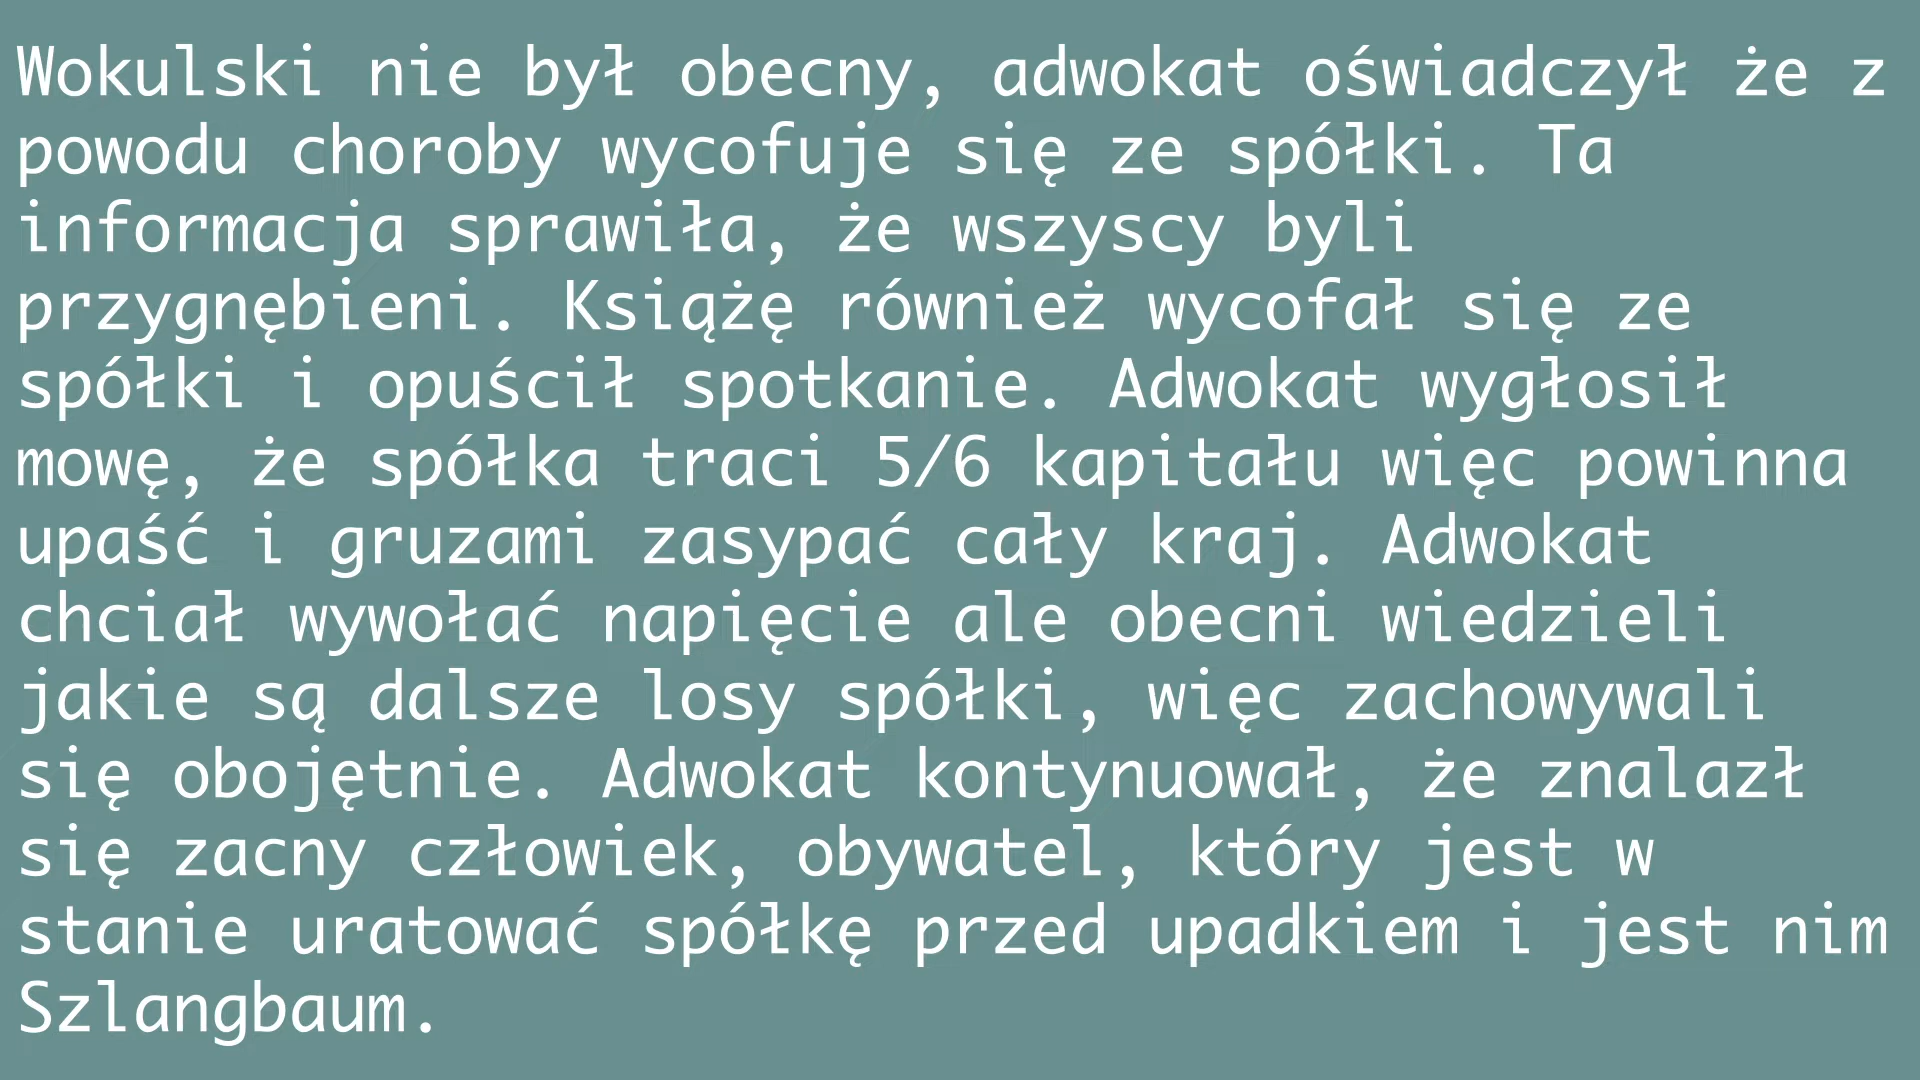 Wokulski nie był obecny, adwokat oświadczył że z
powodu choroby wycofuje się ze spółki. Ta
informacja sprawiła, że wszyscy byli
przygnębieni. Książę również wycofał się ze
spółki i opuścił spotkanie. Adwokat wygłosił
mowę, że spółka traci 5/6 kapitału więc powinna
upaść i gruzami zasypać cały kraj. Adwokat
chciał wywołać napięcie ale obecni wiedzieli
jakie są dalsze losy spółki, więc zachowywali
się obojętnie. Adwokat kontynuował, że znalazł
się zacny człowiek, obywatel, który jest w
stanie uratować spółkę przed upadkiem i jest nim
Szlangbaum.